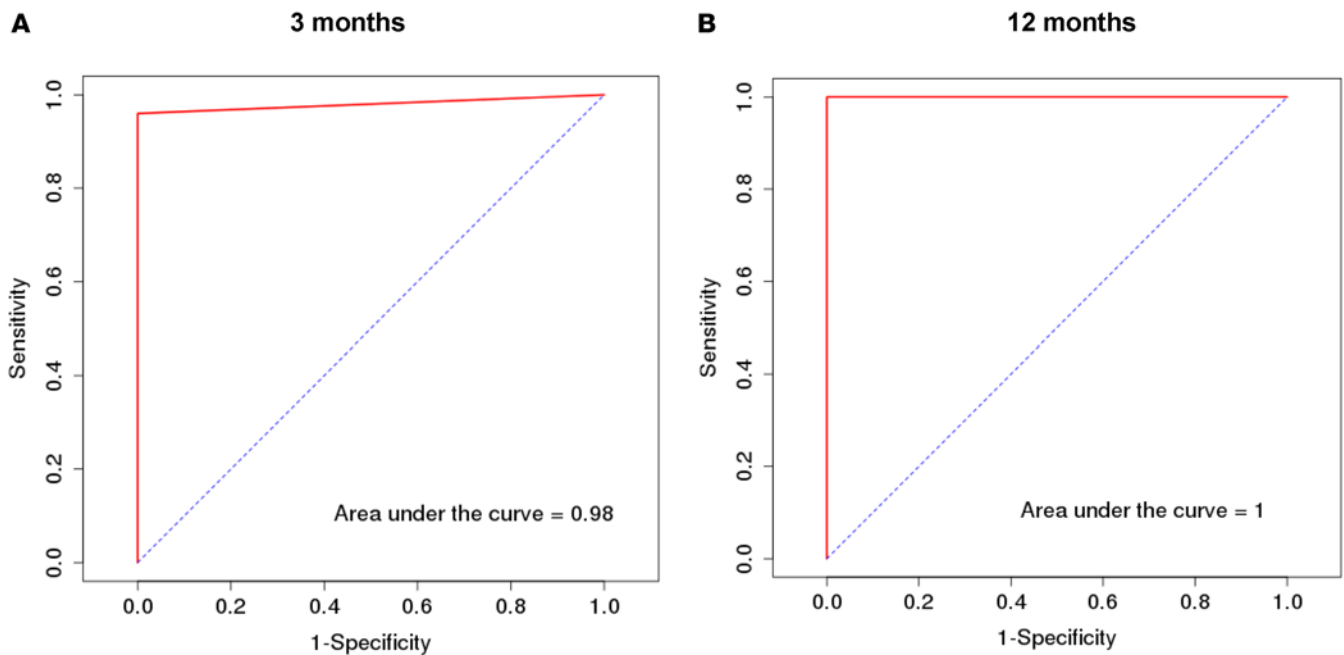 A
3 months
Sensitivity
1.0
0.8
0.6
0.4
0.2
0.0
Area under the curve = 0.98
0.0 0.2 0.4 0.6 0.8 1.0
1-Specificity
B
12 months
Sensitivity
1.0
0.8
0.6
0.4
0.2
0.0
Area under the curve = 1
0.0 0.2 0.4 0.6 0.8 1.0
1-Specificity